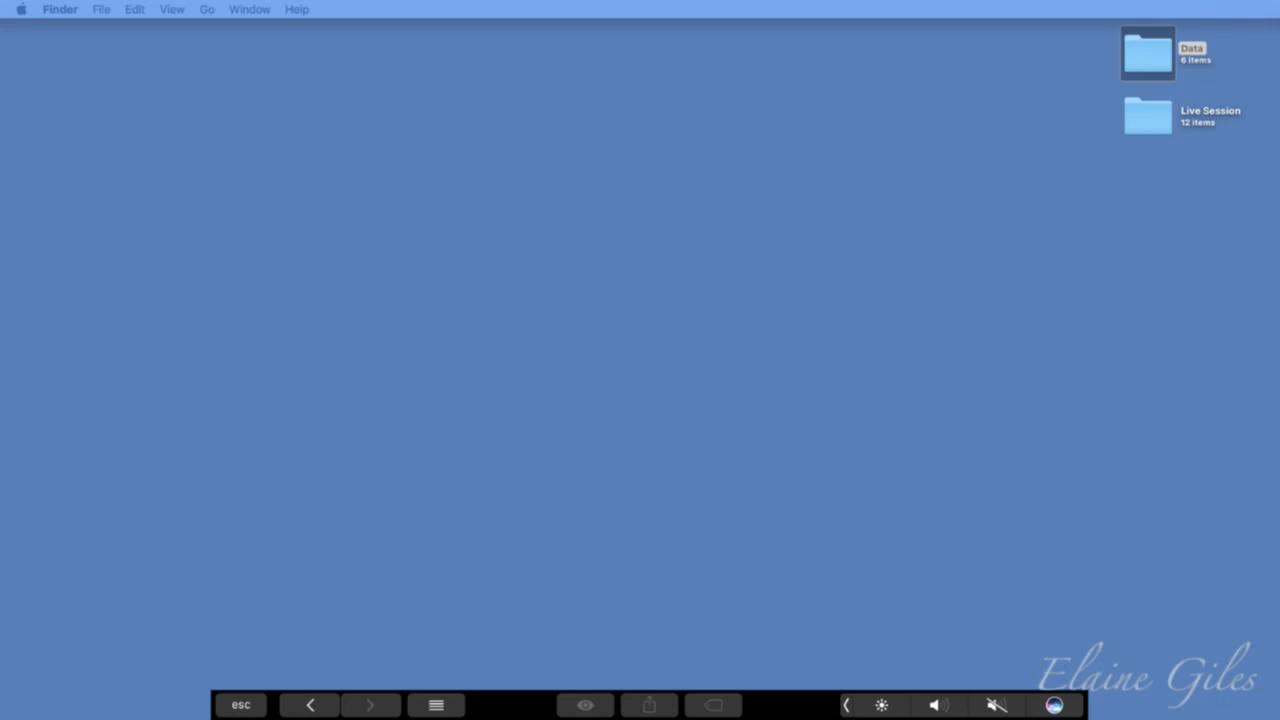 Finder File Edit View Go Window Help
Data
6 items
Live Session
12 items
Elaine Giles
esc